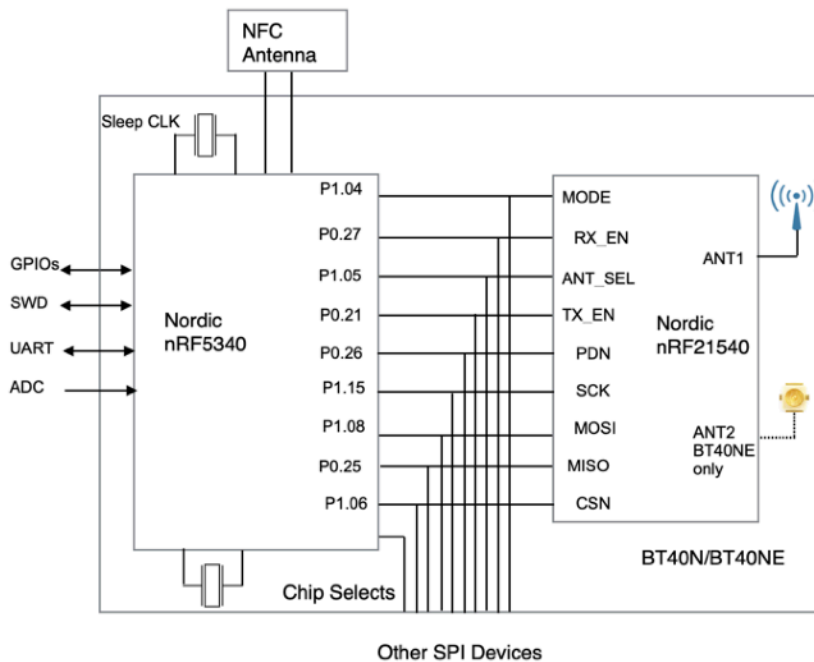 NFC
Antenna
Sleep CLK
P1.04
MODE
P0.27
RX_EN
GPIOs
P1.05
ANT_SEL
ANT1
SWD
P0.21
TX_EN
Nordic
nRF5340
Nordic
nRF21540
UART
P0.26
PDN
ADC
P1.15
SCK
P1.08
MOSI
ANT2
BT40NE
only
P0.25
MISO
P1.06
CSN
BT40N/BT40NE
Chip Selects
Other SPI Devices